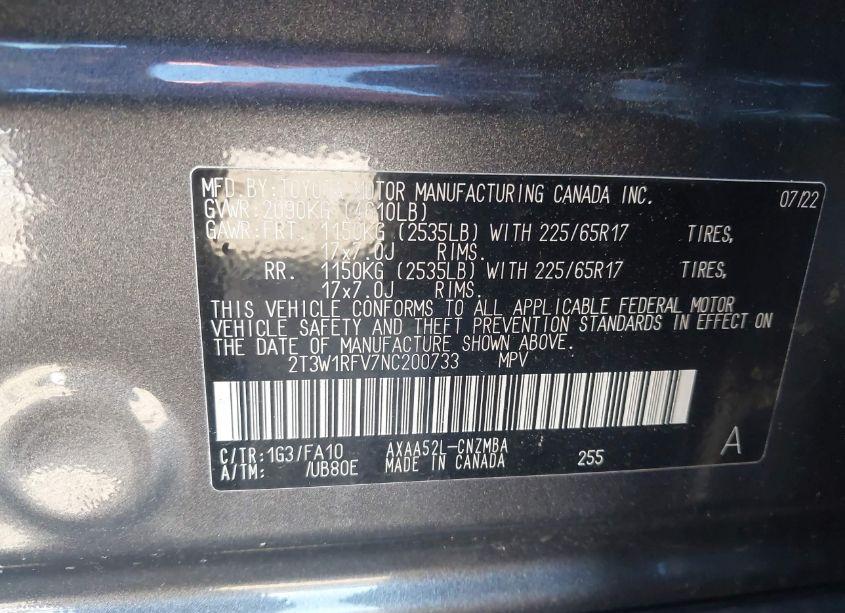 MFD BY:TOYOTA MOTOR MANUFACTURING CANADA INC. 07/22
GVWR:2090KG (4610LB)
GAWR:FRT. 1150KG (2535LB) WITH 225/65R17 TIRES,
17x7.0J RIMS.
RR. 1150KG (2535LB) WITH 225/65R17 TIRES,
17x7.0J RIMS.
THIS VEHICLE CONFORMS TO ALL APPLICABLE FEDERAL MOTOR
VEHICLE SAFETY AND THEFT PREVENTION STANDARDS IN EFFECT ON
THE DATE OF MANUFACTURE SHOWN ABOVE.
2T3W1RFV7NC200733 MPV
C/TR:1G3/FA10 AXAA52L-CNZMBA
A/TM: /UB80E MADE IN CANADA 255 A